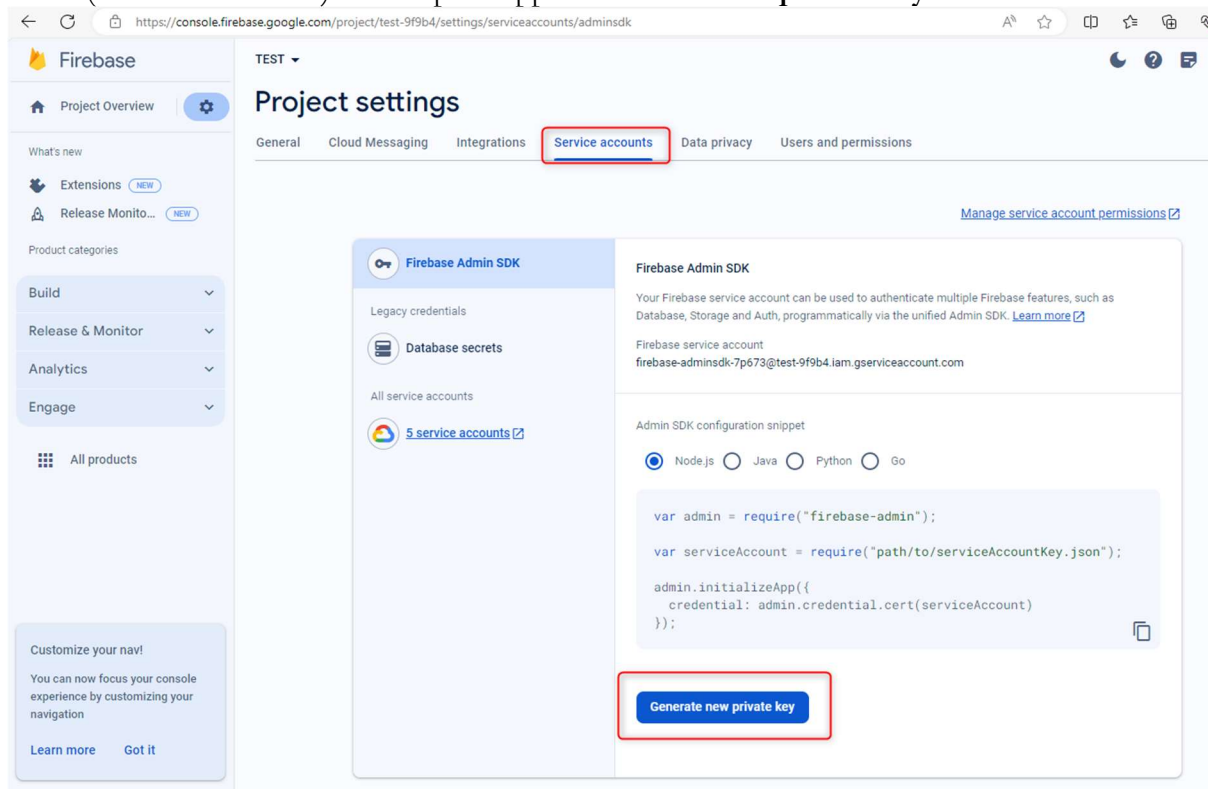 https://console.firebase.google.com/project/test-9f9b4/settings/serviceaccounts/adminsdk
Firebase
TEST
Project Overview
Project settings
General Cloud Messaging Integrations Service accounts Data privacy Users and permissions
What's new
Extensions NEW
Release Monito... NEW
Manage service account permissions
Product categories
Build
Release & Monitor
Analytics
Engage
All products
Firebase Admin SDK
Legacy credentials
Database secrets
All service accounts
5 service accounts
Firebase Admin SDK
Your Firebase service account can be used to authenticate multiple Firebase features, such as
Database, Storage and Auth, programmatically via the unified Admin SDK. Learn more
Firebase service account
firebase-adminsdk-7p673@test-9f9b4.iam.gserviceaccount.com
Admin SDK configuration snippet
Node.js Java Python Go
var admin = require("firebase-admin");
var serviceAccount = require("path/to/serviceAccountKey.json");
admin.initializeApp({
credential: admin.credential.cert(serviceAccount)
});
Generate new private key
Customize your nav!
You can now focus your console
experience by customizing your
navigation
Learn more Got it